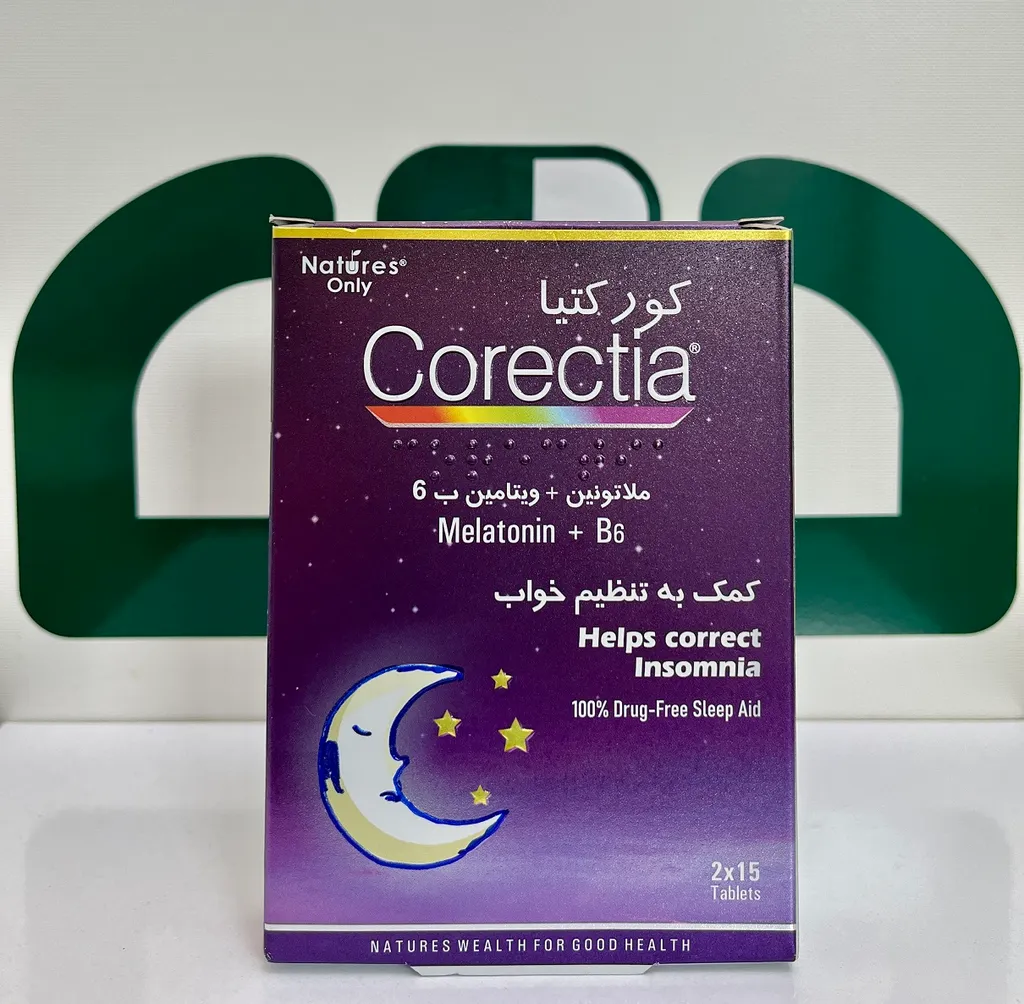 Natures®
Only
کورکتیا
Corectia®
ملاتونین + ویتامین ب 6
Melatonin + B6
کمک به تنظیم خواب
Helps correct
Insomnia
100% Drug-Free Sleep Aid
2x15
Tablets
NATURES WEALTH FOR GOOD HEALTH